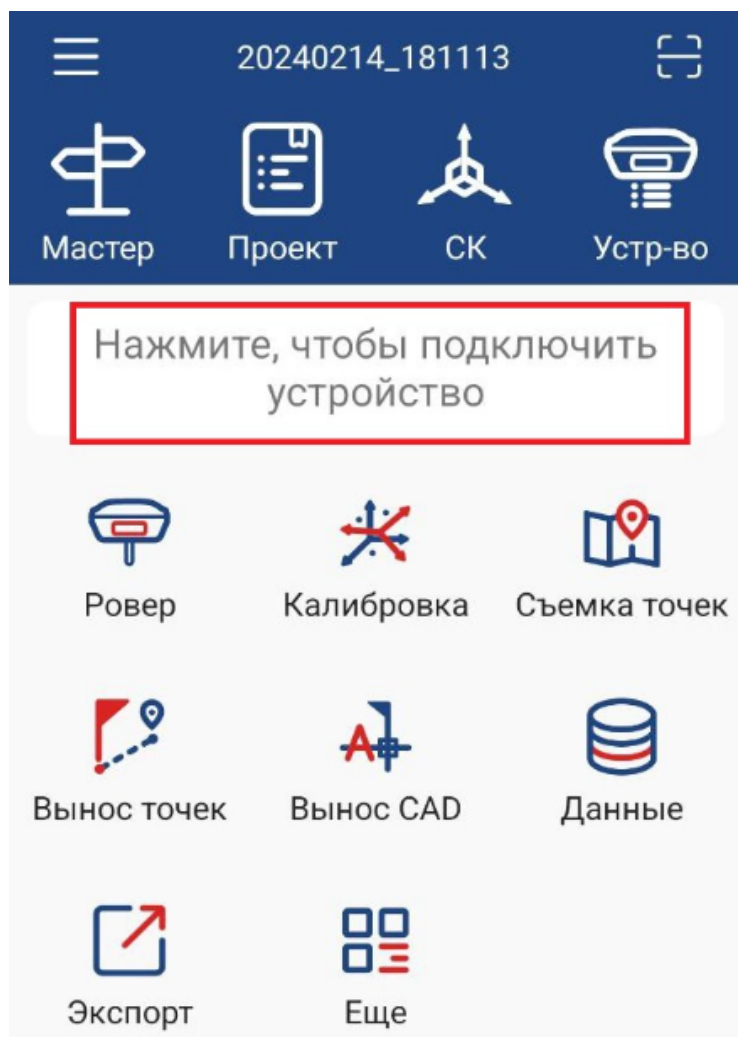 20240214_181113
Мастер Проект СК Устр-во
Нажмите, чтобы подключить
устройство
Ровер Калибровка Съемка точек
Вынос точек Вынос CAD Данные
Экспорт Еще